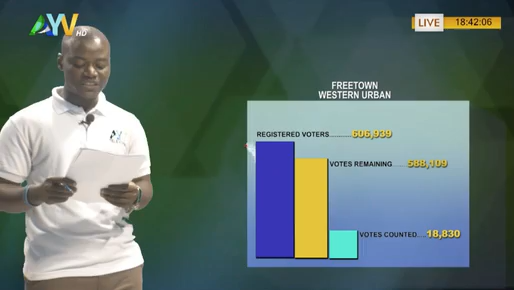 AYV
HD
LIVE
18:42:06
FREETOWN
WESTERN URBAN
REGISTERED VOTERS...........606,939
VOTES REMAINING.......588,109
VOTES COUNTED.....18,830